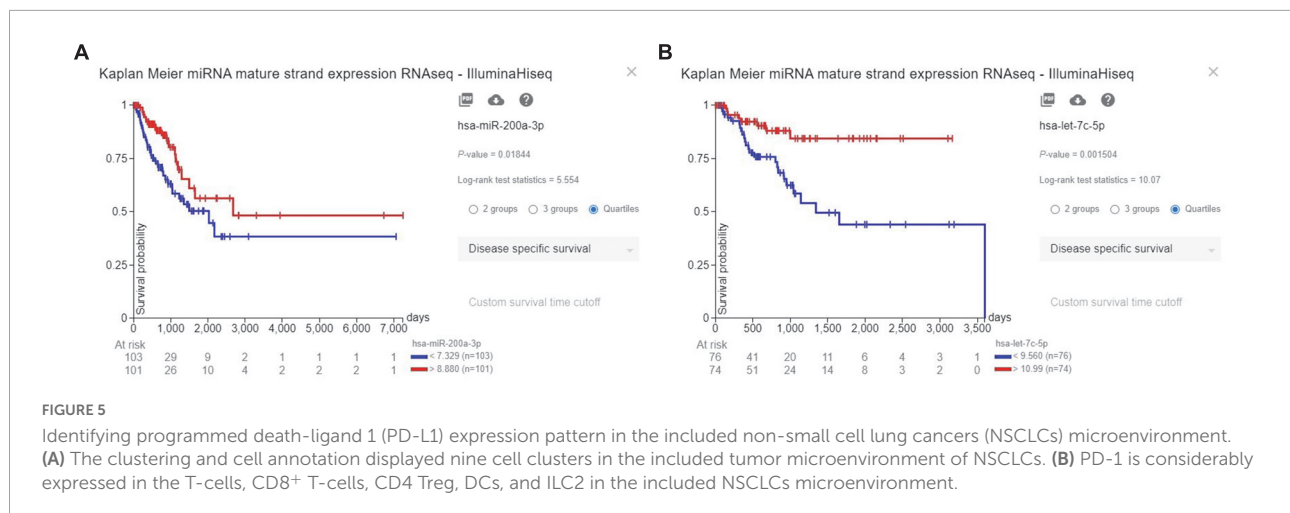 A
Kaplan Meier miRNA mature strand expression RNAseq - IlluminaHiseq
PDF
?
hsa-miR-200a-3p
P-value = 0.01844
Log-rank test statistics = 5.554
2 groups 3 groups Quartiles
Disease specific survival
Custom survival time cutoff
Survival probability
1
0.75
0.5
0.25
0
0 1,000 2,000 3,000 4,000 5,000 6,000 7,000 days
At risk
hsa-miR-200a-3p
103 29 9 2 1 1 1 1 < 7.329 (n=103)
101 26 10 4 2 2 2 1 > 8.880 (n=101)
B
Kaplan Meier miRNA mature strand expression RNAseq - IlluminaHiseq
PDF
?
hsa-let-7c-5p
P-value = 0.001504
Log-rank test statistics = 10.07
2 groups 3 groups Quartiles
Disease specific survival
Custom survival time cutoff
Survival probability
1
0.75
0.5
0.25
0
0 500 1,000 1,500 2,000 2,500 3,000 3,500 days
At risk
hsa-let-7c-5p
76 41 20 11 6 4 3 1 < 9.560 (n=76)
74 51 24 14 8 3 2 0 > 10.99 (n=74)
FIGURE 5
Identifying programmed death-ligand 1 (PD-L1) expression pattern in the included non-small cell lung cancers (NSCLCs) microenvironment.
(A) The clustering and cell annotation displayed nine cell clusters in the included tumor microenvironment of NSCLCs. (B) PD-1 is considerably
expressed in the T-cells, CD8+ T-cells, CD4 Treg, DCs, and ILC2 in the included NSCLCs microenvironment.